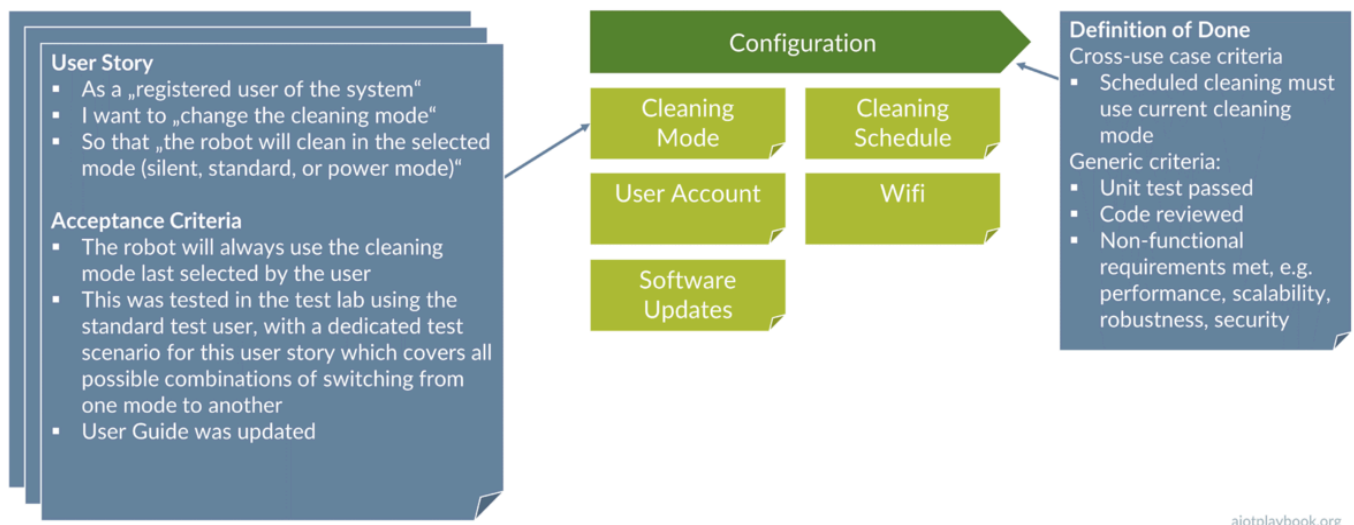 User Story
▪ As a „registered user of the system“
▪ I want to „change the cleaning mode“
▪ So that „the robot will clean in the selected
mode (silent, standard, or power mode)“
Acceptance Criteria
▪ The robot will always use the cleaning
mode last selected by the user
▪ This was tested in the test lab using the
standard test user, with a dedicated test
scenario for this user story which covers all
possible combinations of switching from
one mode to another
▪ User Guide was updated
Configuration
Cleaning
Mode
Cleaning
Schedule
User Account
Wifi
Software
Updates
Definition of Done
Cross-use case criteria
▪ Scheduled cleaning must
use current cleaning
mode
Generic criteria:
▪ Unit test passed
▪ Code reviewed
▪ Non-functional
requirements met, e.g.
performance, scalability,
robustness, security
aiotplaybook.org